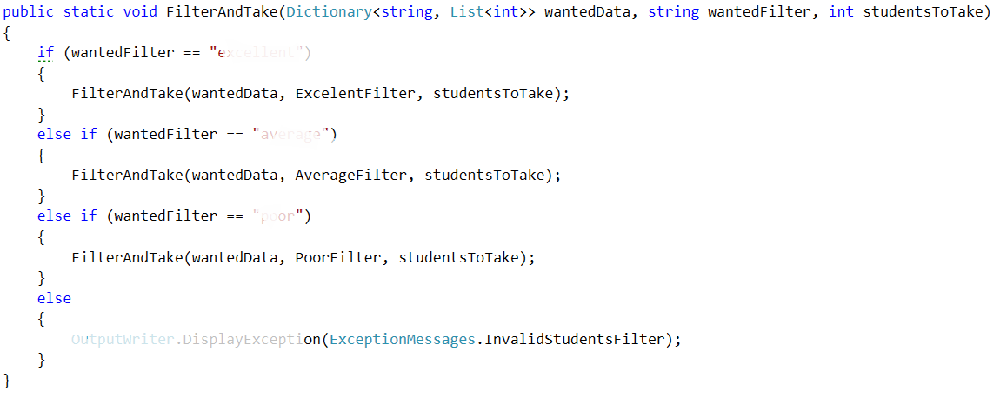 public static void FilterAndTake(Dictionary<string, List<int>> wantedData, string wantedFilter, int studentsToTake)
{
if (wantedFilter == "excellent")
{
FilterAndTake(wantedData, ExcelentFilter, studentsToTake);
}
else if (wantedFilter == "average")
{
FilterAndTake(wantedData, AverageFilter, studentsToTake);
}
else if (wantedFilter == "poor")
{
FilterAndTake(wantedData, PoorFilter, studentsToTake);
}
else
{
OutputWriter.DisplayException(ExceptionMessages.InvalidStudentsFilter);
}
}